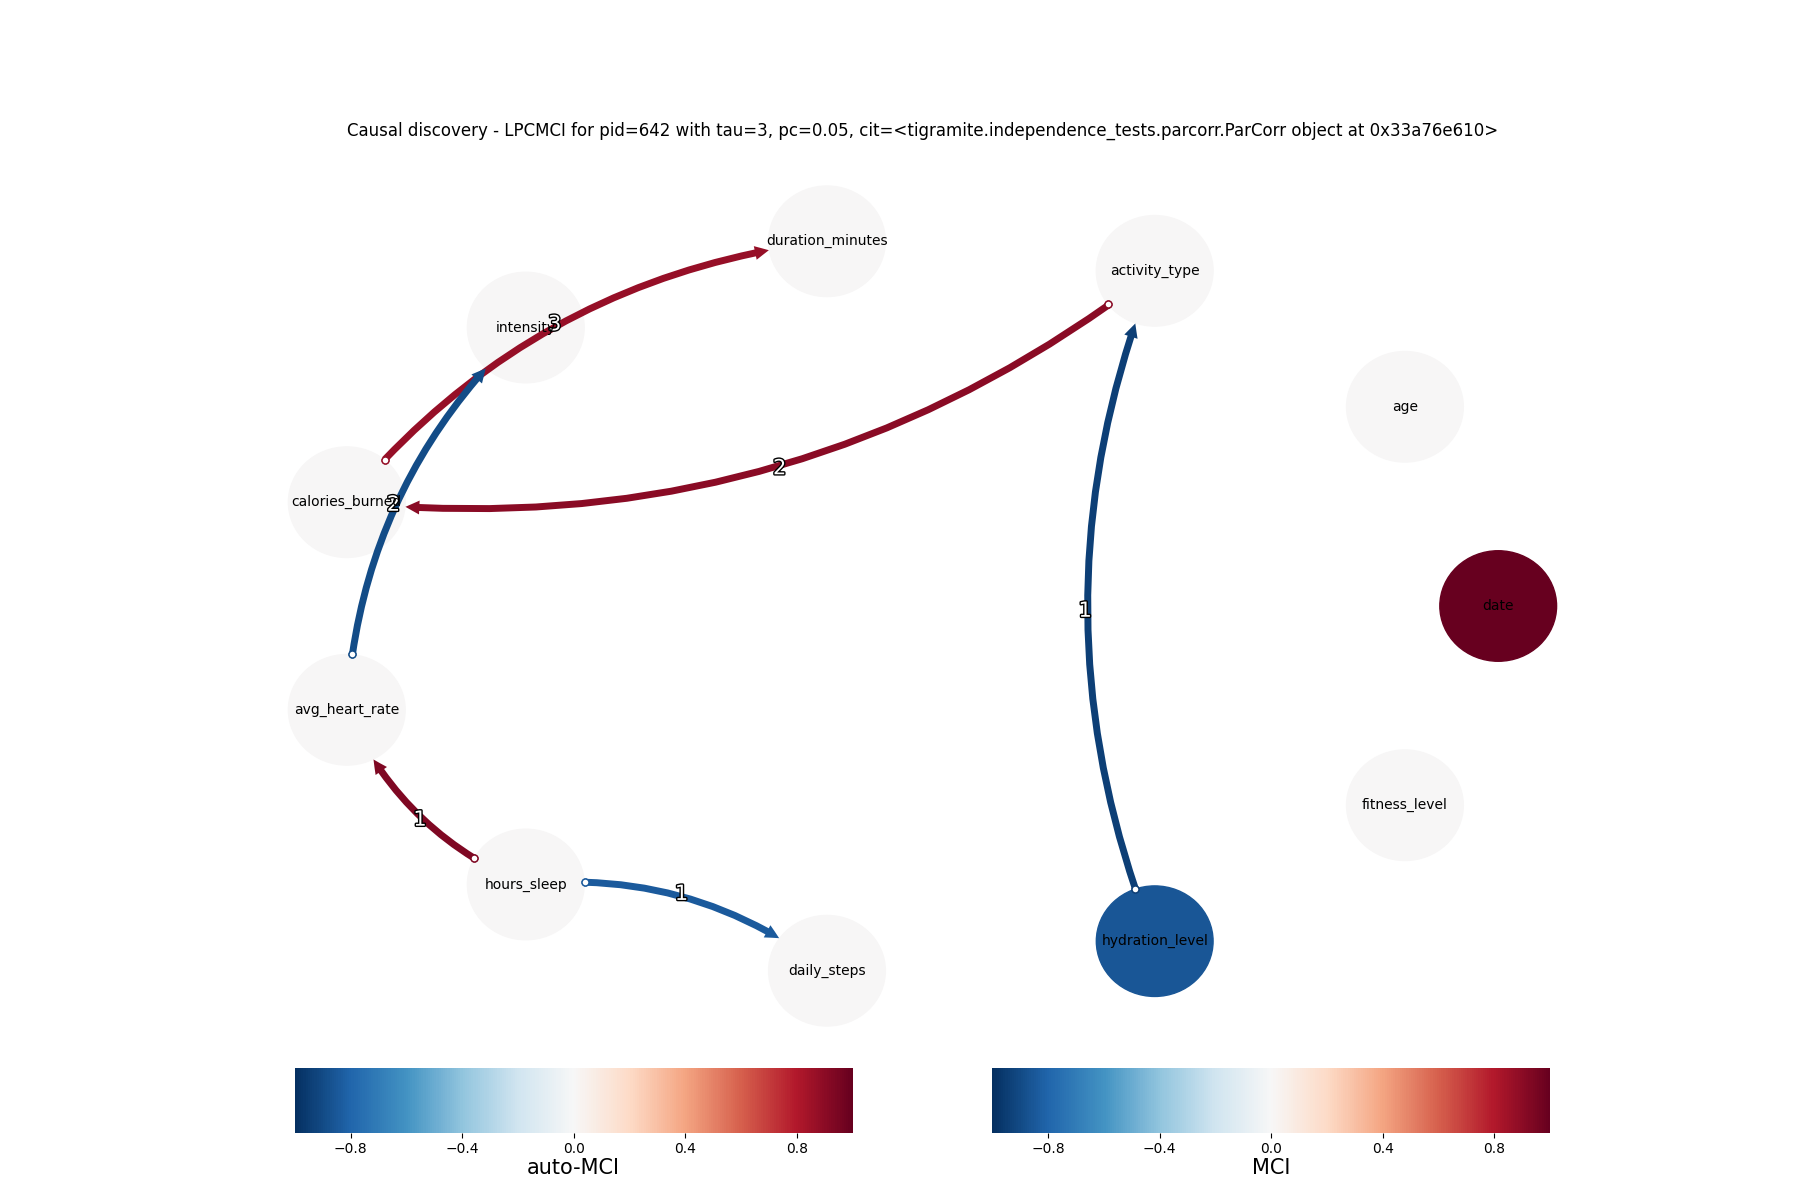 Causal discovery - LPCMCI for pid=642 with tau=3, pc=0.05, cit=<tigramite.independence_tests.parcorr.ParCorr object at 0x33a76e610>
duration_minutes
activity_type
intensity
3
age
2
calories_burned
2
date
1
avg_heart_rate
fitness_level
1
hours_sleep
1
hydration_level
daily_steps
−0.8 −0.4 0.0 0.4 0.8
auto-MCI
−0.8 −0.4 0.0 0.4 0.8
MCI